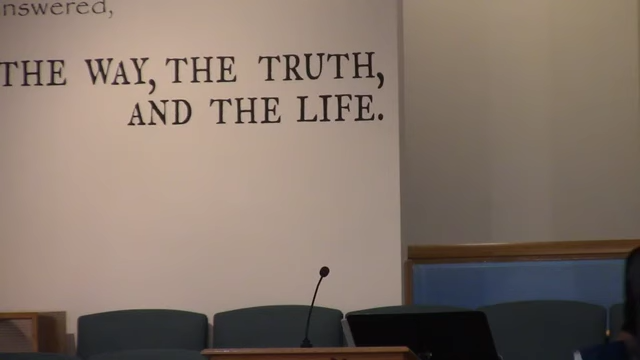 nswered,
THE WAY, THE TRUTH,
AND THE LIFE.